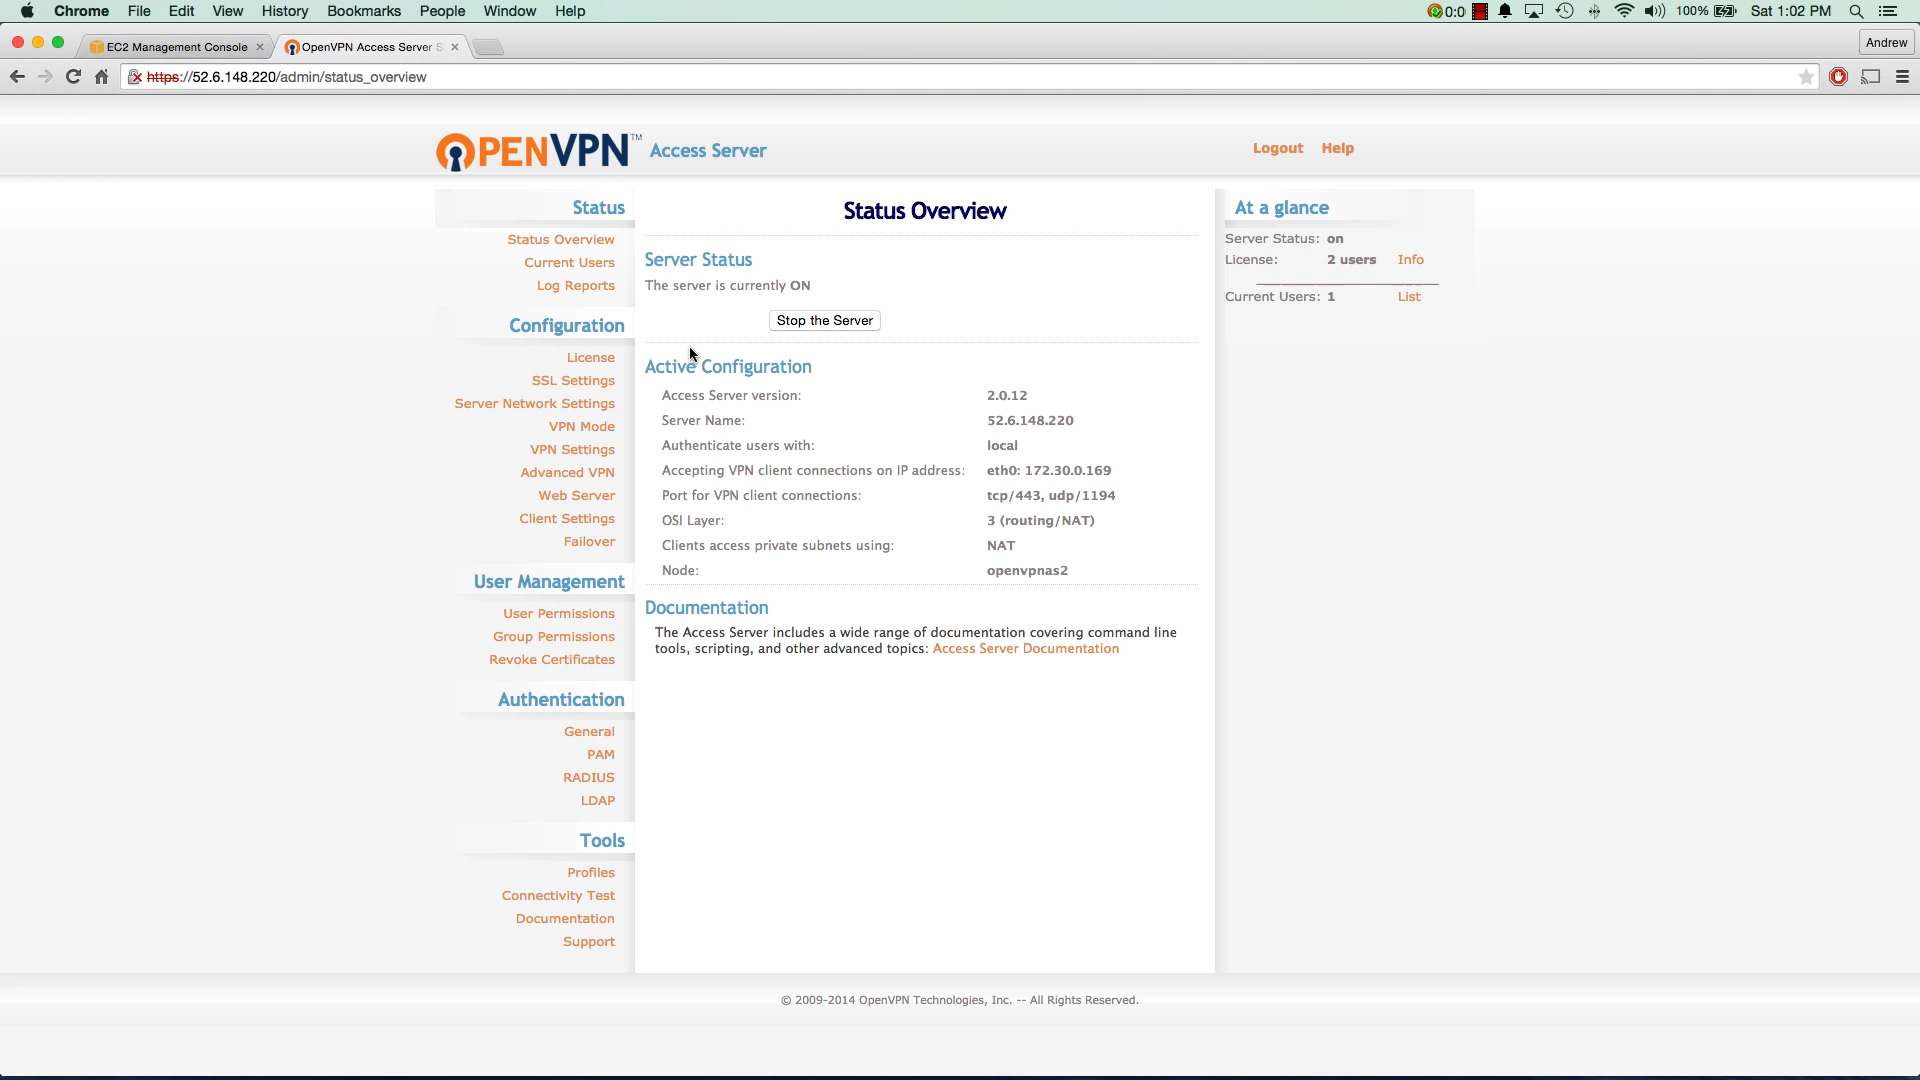 Chrome File Edit View History Bookmarks People Window Help 0:0 100% Sat 1:02 PM
EC2 Management Console OpenVPN Access Server S Andrew
https://52.6.148.220/admin/status_overview
OPENVPN™ Access Server Logout Help
Status
Status Overview
Current Users
Log Reports
Configuration
License
SSL Settings
Server Network Settings
VPN Mode
VPN Settings
Advanced VPN
Web Server
Client Settings
Failover
User Management
User Permissions
Group Permissions
Revoke Certificates
Authentication
General
PAM
RADIUS
LDAP
Tools
Profiles
Connectivity Test
Documentation
Support
Status Overview
Server Status
The server is currently ON
Stop the Server
Active Configuration
Access Server version: 2.0.12
Server Name: 52.6.148.220
Authenticate users with: local
Accepting VPN client connections on IP address: eth0: 172.30.0.169
Port for VPN client connections: tcp/443, udp/1194
OSI Layer: 3 (routing/NAT)
Clients access private subnets using: NAT
Node: openvpnas2
Documentation
The Access Server includes a wide range of documentation covering command line
tools, scripting, and other advanced topics: Access Server Documentation
At a glance
Server Status: on
License: 2 users Info
Current Users: 1 List
© 2009-2014 OpenVPN Technologies, Inc. -- All Rights Reserved.